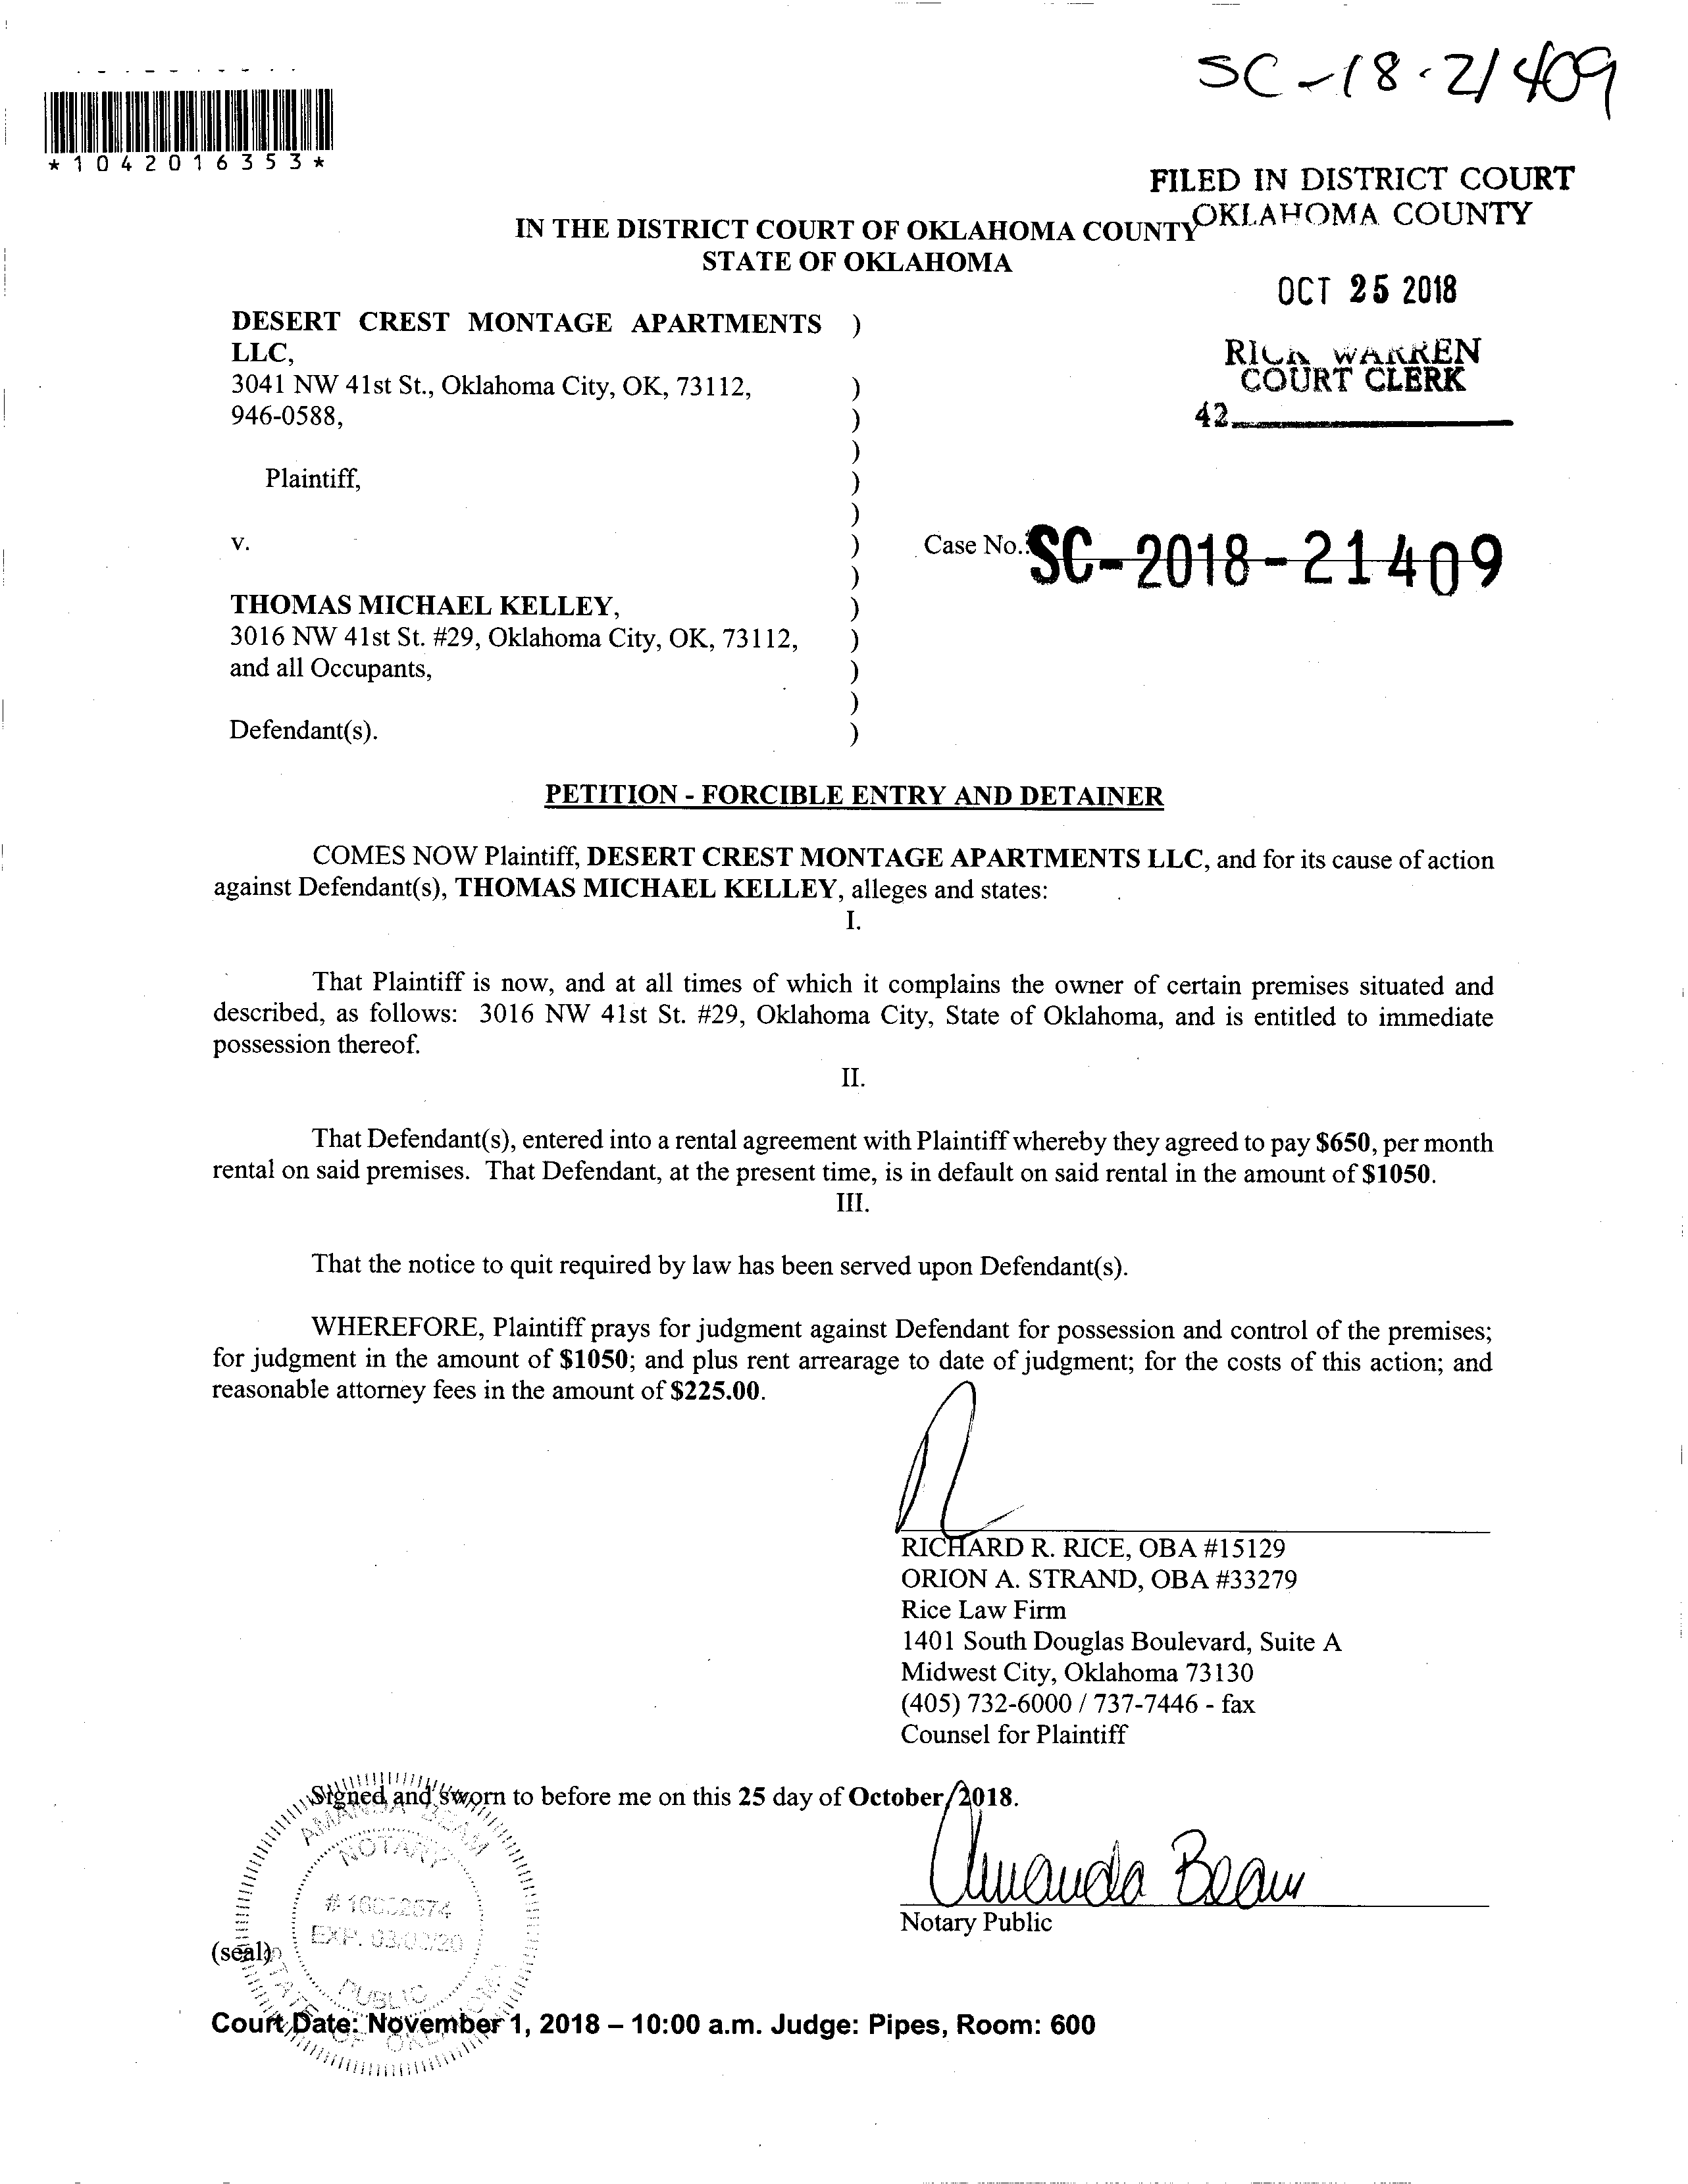 SC-18-21409
*1042016353*
FILED IN DISTRICT COURT
OKLAHOMA COUNTY
IN THE DISTRICT COURT OF OKLAHOMA COUNTY
STATE OF OKLAHOMA
OCT 25 2018
RICK WARREN
COURT CLERK
42
DESERT CREST MONTAGE APARTMENTS )
LLC,
3041 NW 41st St., Oklahoma City, OK, 73112, )
946-0588, )
)
Plaintiff, )
)
v. ) Case No.: SC-2018-21409
)
THOMAS MICHAEL KELLEY, )
3016 NW 41st St. #29, Oklahoma City, OK, 73112, )
and all Occupants, )
)
Defendant(s). )
PETITION - FORCIBLE ENTRY AND DETAINER
COMES NOW Plaintiff, DESERT CREST MONTAGE APARTMENTS LLC, and for its cause of action
against Defendant(s), THOMAS MICHAEL KELLEY, alleges and states:
I.
That Plaintiff is now, and at all times of which it complains the owner of certain premises situated and
described, as follows: 3016 NW 41st St. #29, Oklahoma City, State of Oklahoma, and is entitled to immediate
possession thereof.
II.
That Defendant(s), entered into a rental agreement with Plaintiff whereby they agreed to pay $650, per month
rental on said premises. That Defendant, at the present time, is in default on said rental in the amount of $1050.
III.
That the notice to quit required by law has been served upon Defendant(s).
WHEREFORE, Plaintiff prays for judgment against Defendant for possession and control of the premises;
for judgment in the amount of $1050; and plus rent arrearage to date of judgment; for the costs of this action; and
reasonable attorney fees in the amount of $225.00.
RICHARD R. RICE, OBA #15129
ORION A. STRAND, OBA #33279
Rice Law Firm
1401 South Douglas Boulevard, Suite A
Midwest City, Oklahoma 73130
(405) 732-6000 / 737-7446 - fax
Counsel for Plaintiff
Signed and sworn to before me on this 25 day of October, 2018.
AMANDA BEAM
NOTARY
EXP.
PUBLIC
STATE OF OKLAHOMA
Amanda Beam
Notary Public
(seal)
Court Date: November 1, 2018 – 10:00 a.m. Judge: Pipes, Room: 600